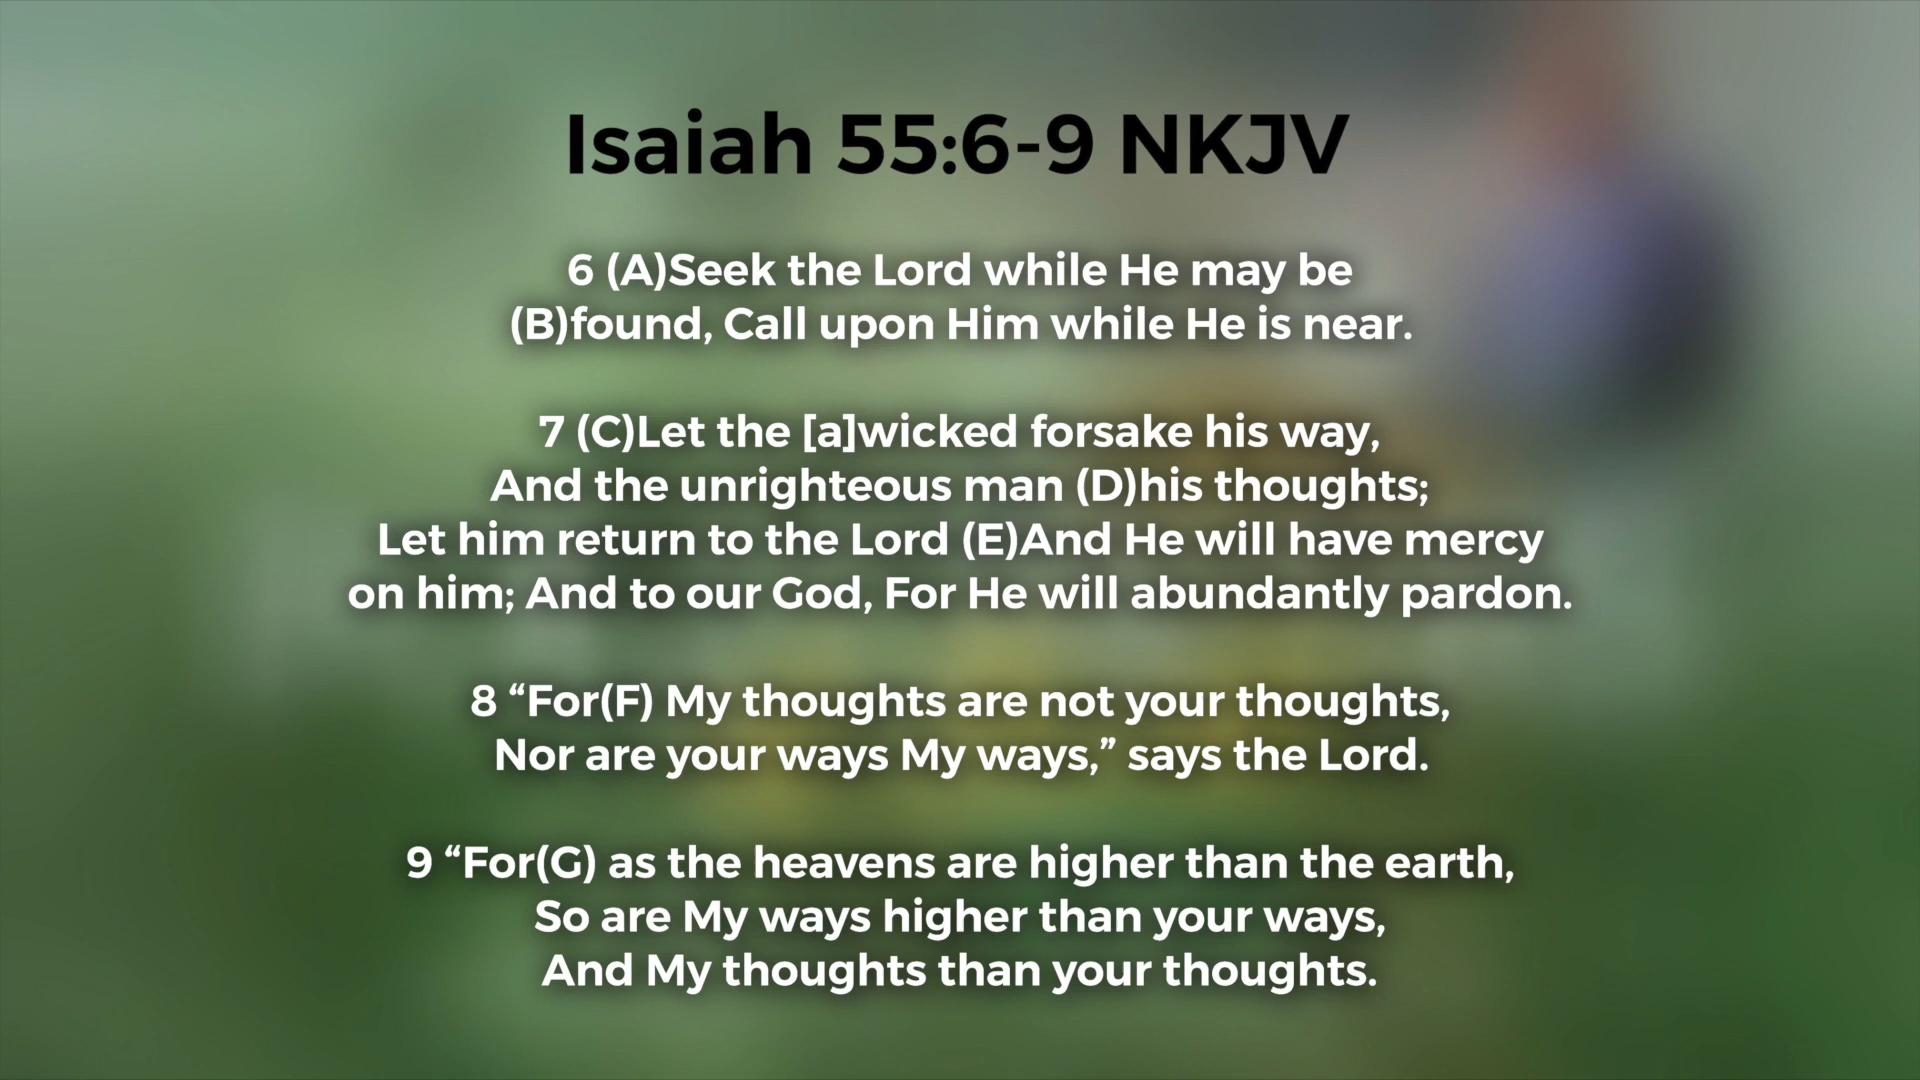 Isaiah 55:6-9 NKJV
6 (A)Seek the Lord while He may be
(B)found, Call upon Him while He is near.
7 (C)Let the [a]wicked forsake his way,
And the unrighteous man (D)his thoughts;
Let him return to the Lord (E)And He will have mercy
on him; And to our God, For He will abundantly pardon.
8 “For(F) My thoughts are not your thoughts,
Nor are your ways My ways,” says the Lord.
9 “For(G) as the heavens are higher than the earth,
So are My ways higher than your ways,
And My thoughts than your thoughts.